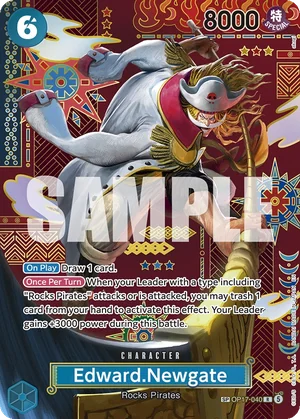 6
8000 特
SPECIAL
SAMPLE
On Play Draw 1 card.
Once Per Turn When your Leader with a type including
"Rocks Pirates" attacks or is attacked, you may trash 1
card from your hand to activate this effect. Your Leader
gains +3000 power during this battle.
CHARACTER
Edward.Newgate
Rocks Pirates
SP OP17-040 R